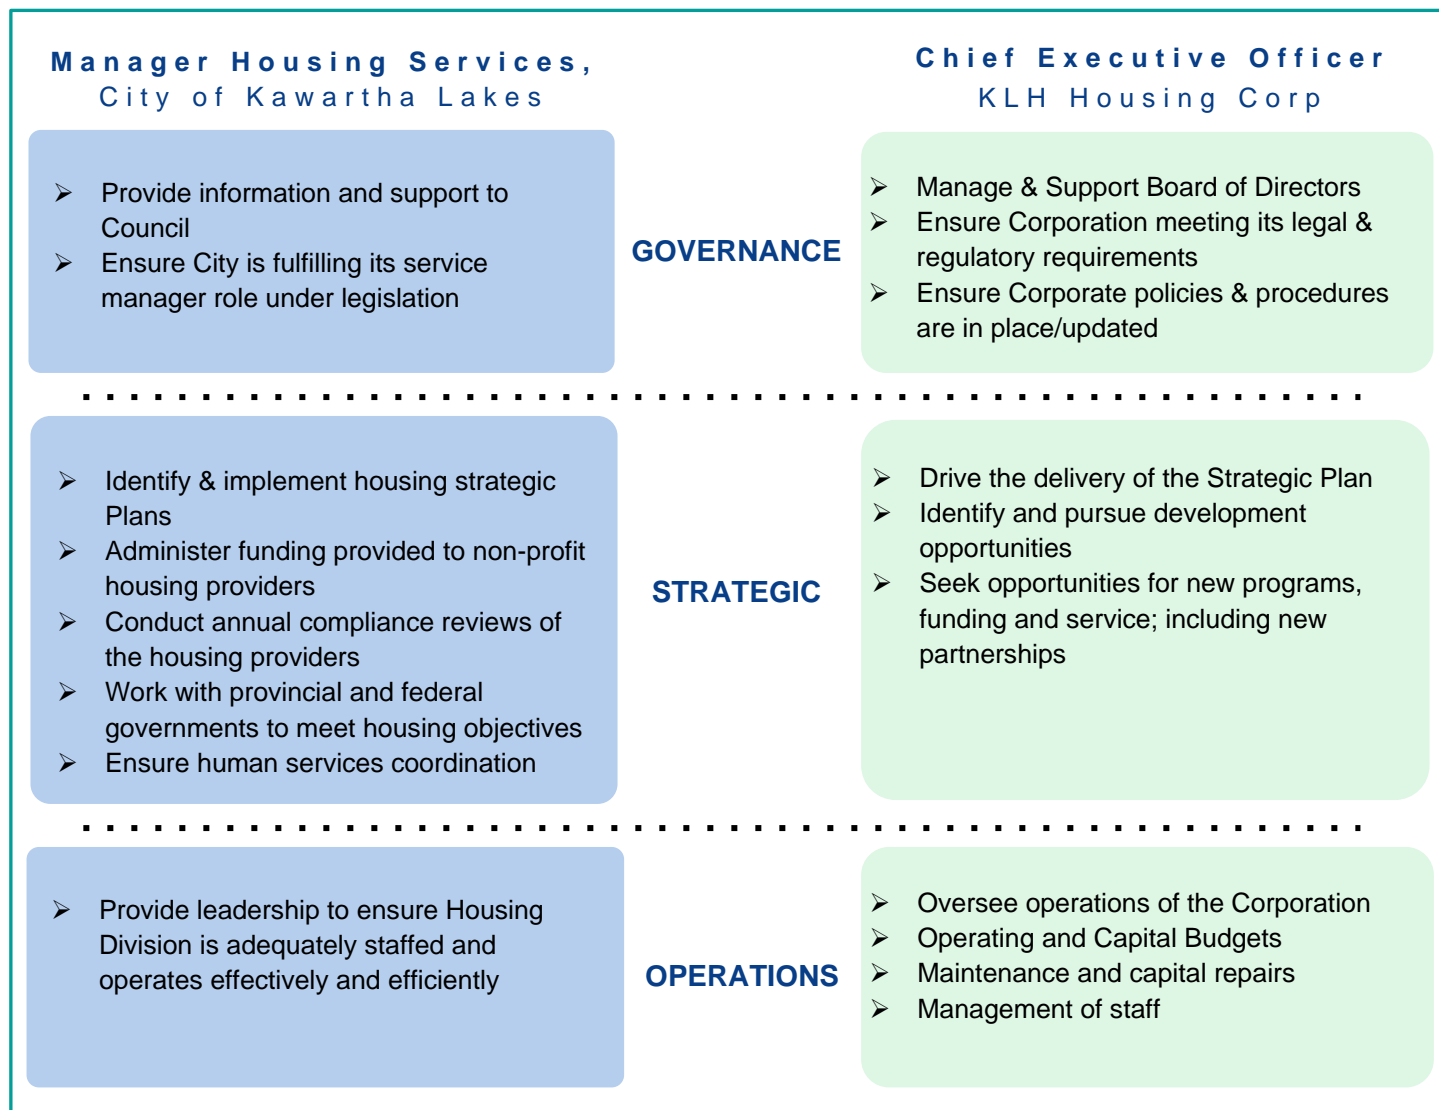 Manager Housing Services,
City of Kawartha Lakes
Chief Executive Officer
KLH Housing Corp
➢ Provide information and support to
Council
➢ Ensure City is fulfilling its service
manager role under legislation
GOVERNANCE
➢ Manage & Support Board of Directors
➢ Ensure Corporation meeting its legal &
regulatory requirements
➢ Ensure Corporate policies & procedures
are in place/updated
➢ Identify & implement housing strategic
Plans
➢ Administer funding provided to non-profit
housing providers
➢ Conduct annual compliance reviews of
the housing providers
➢ Work with provincial and federal
governments to meet housing objectives
➢ Ensure human services coordination
STRATEGIC
➢ Drive the delivery of the Strategic Plan
➢ Identify and pursue development
opportunities
➢ Seek opportunities for new programs,
funding and service; including new
partnerships
➢ Provide leadership to ensure Housing
Division is adequately staffed and
operates effectively and efficiently
OPERATIONS
➢ Oversee operations of the Corporation
➢ Operating and Capital Budgets
➢ Maintenance and capital repairs
➢ Management of staff